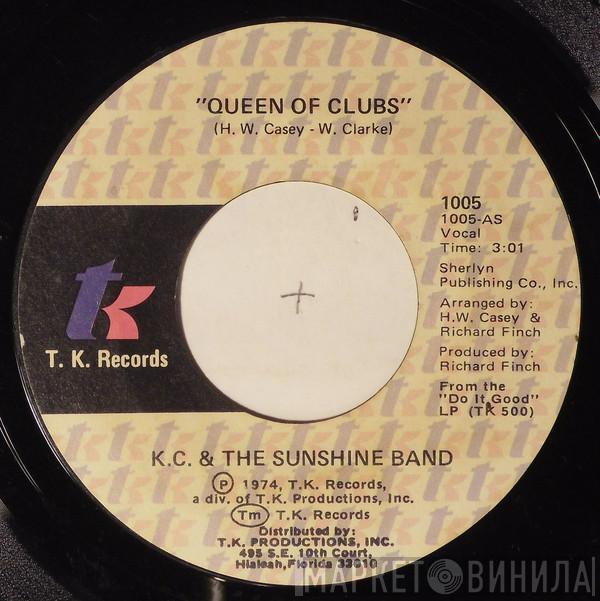 "QUEEN OF CLUBS"
(H. W. Casey - W. Clarke)
1005
1005-AS
Vocal
Time: 3:01
Sherlyn
Publishing Co., Inc.
Arranged by:
H.W. Casey &
Richard Finch
Produced by:
Richard Finch
From the
"Do It Good"
LP (TK 500)
tk
T. K. Records
K.C. & THE SUNSHINE BAND
Ⓟ 1974, T.K. Records,
a div. of T.K. Productions, Inc.
(Tm) T.K. Records
Distributed by:
T.K. PRODUCTIONS, INC.
495 S.E. 10th Court,
Hialeah, Florida 33010
МАРКЕТ ВИНИЛА